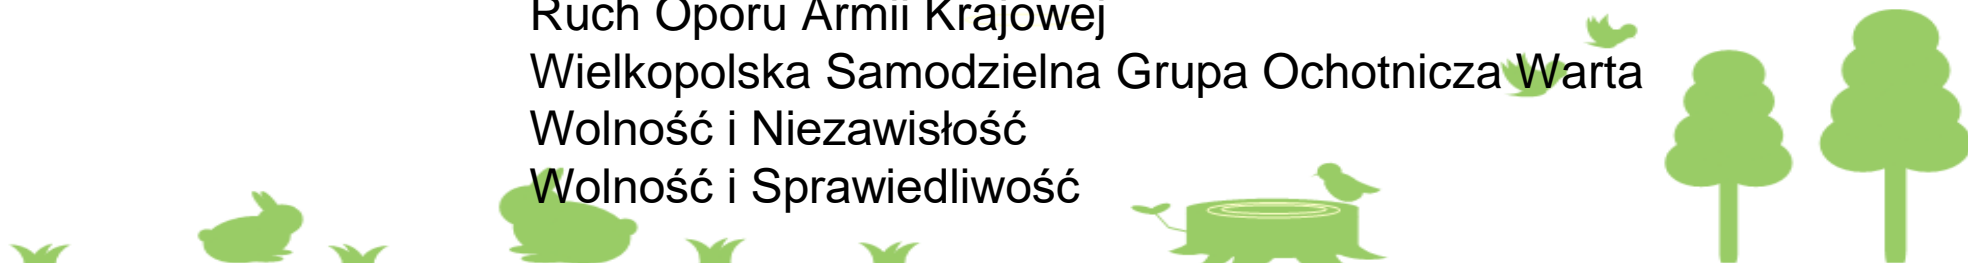 Ruch Oporu Armii Krajowej
Wielkopolska Samodzielna Grupa Ochotnicza Warta
Wolność i Niezawisłość
Wolność i Sprawiedliwość